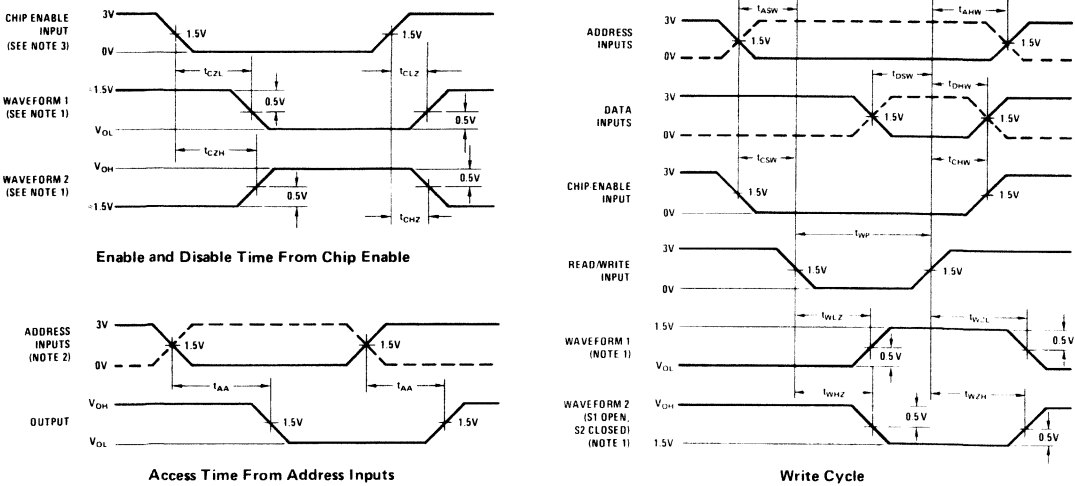 CHIP ENABLE
INPUT
(SEE NOTE 3)
3V
0V
1.5V
1.5V
tCZL
tCLZ
WAVEFORM 1
(SEE NOTE 1)
≈1.5V
VOL
0.5V
0.5V
tCZH
WAVEFORM 2
(SEE NOTE 1)
VOH
≈1.5V
0.5V
0.5V
tCHZ
Enable and Disable Time From Chip Enable
ADDRESS
INPUTS
(NOTE 2)
3V
0V
1.5V
1.5V
tAA
tAA
OUTPUT
VOH
VOL
1.5V
1.5V
Access Time From Address Inputs
tASW
tAHW
ADDRESS
INPUTS
3V
0V
1.5V
1.5V
tDSW
tDHW
DATA
INPUTS
3V
0V
1.5V
1.5V
tCSW
tCHW
CHIP ENABLE
INPUT
3V
0V
1.5V
1.5V
tWP
READ/WRITE
INPUT
3V
0V
1.5V
1.5V
tWLZ
tWZL
WAVEFORM 1
(NOTE 1)
1.5V
VOL
0.5V
0.5V
tWHZ
tWZH
WAVEFORM 2
(S1 OPEN,
S2 CLOSED)
(NOTE 1)
VOH
1.5V
0.5V
0.5V
Write Cycle